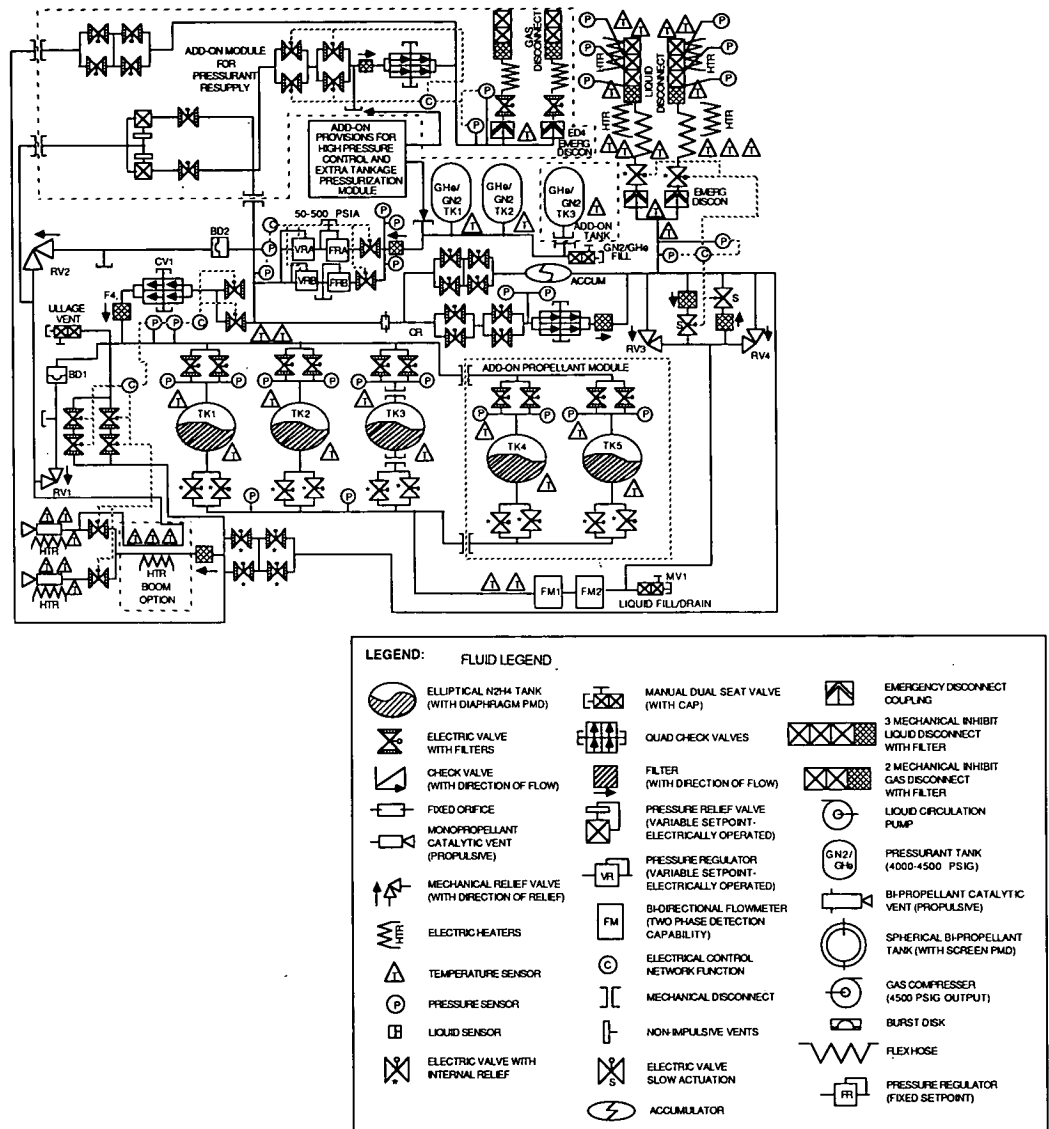 ADD-ON MODULE
FOR
PRESSURANT
RESUPPLY
GAS
DISCONNECT
LIQUID
DISCONNECT
HTR
HTR
HTR
HTR
T
P
C
ED4
EMERG
DISCON
EMERG
DISCON
ADD-ON
PROVISIONS FOR
HIGH PRESSURE
CONTROL AND
EXTRA TANKAGE
PRESSURIZATION
MODULE
GHe/
GN2
TK1
GHe/
GN2
TK2
GHe/
GN2
TK3
ADD-ON
TANK
GN2/GHe
FILL
50-500 PSIA
BD2
VRA
FRA
VRB
FRB
RV2
CV1
F4
ULLAGE
VENT
BD1
RV1
CR
ACCUM
S
S
RV3
RV4
ADD-ON PROPELLANT MODULE
TK1
TK2
TK3
TK4
TK5
HTR
HTR
HTR
BOOM
OPTION
FM1
FM2
MV1
LIQUID FILL/DRAIN
LEGEND:
FLUID LEGEND
ELLIPTICAL N2H4 TANK
(WITH DIAPHRAGM PMD)
ELECTRIC VALVE
WITH FILTERS
CHECK VALVE
(WITH DIRECTION OF FLOW)
FIXED ORIFICE
MONOPROPELLANT
CATALYTIC VENT
(PROPULSIVE)
MECHANICAL RELIEF VALVE
(WITH DIRECTION OF RELIEF)
HTR
ELECTRIC HEATERS
T
TEMPERATURE SENSOR
P
PRESSURE SENSOR
LIQUID SENSOR
ELECTRIC VALVE WITH
INTERNAL RELIEF
*
MANUAL DUAL SEAT VALVE
(WITH CAP)
QUAD CHECK VALVES
FILTER
(WITH DIRECTION OF FLOW)
PRESSURE RELIEF VALVE
(VARIABLE SETPOINT-
ELECTRICALLY OPERATED)
VR
PRESSURE REGULATOR
(VARIABLE SETPOINT-
ELECTRICALLY OPERATED)
FM
BI-DIRECTIONAL FLOWMETER
(TWO PHASE DETECTION
CAPABILITY)
C
ELECTRICAL CONTROL
NETWORK FUNCTION
MECHANICAL DISCONNECT
NON-IMPULSIVE VENTS
S
ELECTRIC VALVE
SLOW ACTUATION
ACCUMULATOR
EMERGENCY DISCONNECT
COUPLING
3 MECHANICAL INHIBIT
LIQUID DISCONNECT
WITH FILTER
2 MECHANICAL INHIBIT
GAS DISCONNECT
WITH FILTER
LIQUID CIRCULATION
PUMP
GN2/
GHe
PRESSURANT TANK
(4000-4500 PSIG)
BI-PROPELLANT CATALYTIC
VENT (PROPULSIVE)
SPHERICAL BI-PROPELLANT
TANK (WITH SCREEN PMD)
GAS COMPRESSER
(4500 PSIG OUTPUT)
BURST DISK
FLEX HOSE
FR
PRESSURE REGULATOR
(FIXED SETPOINT)